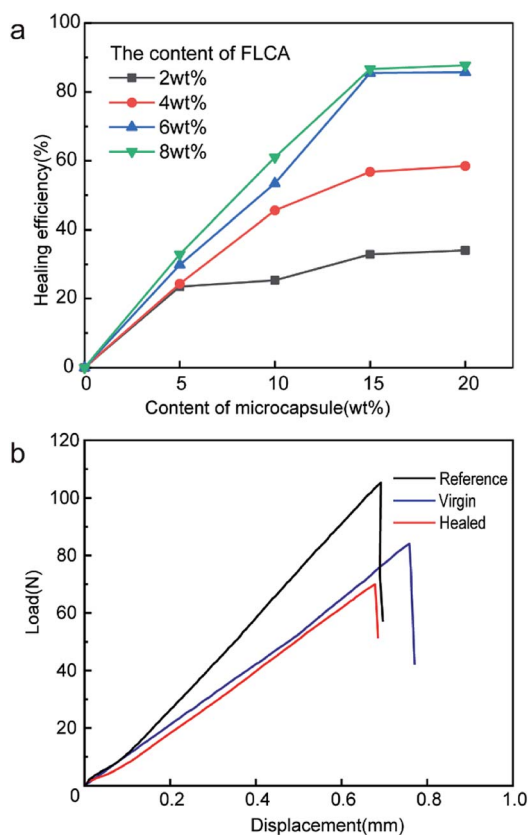 a
100
80
60
40
20
0
Healing efficiency(%)
The content of FLCA
2wt%
4wt%
6wt%
8wt%
0 5 10 15 20
Content of microcapsule(wt%)
b
120
100
80
60
40
20
0
Load(N)
Reference
Virgin
Healed
0.2 0.4 0.6 0.8 1.0
Displacement(mm)